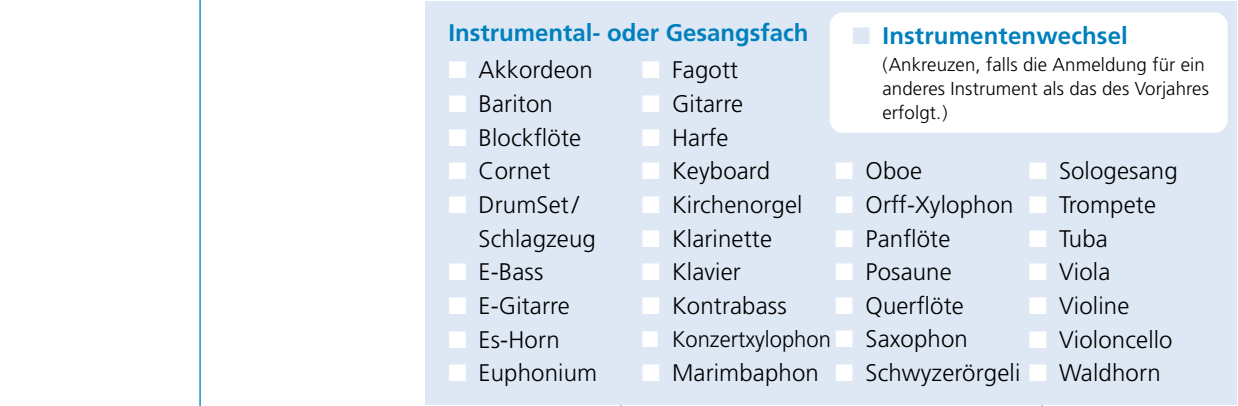 Instrumental- oder Gesangsfach
Akkordeon
Bariton
Blockflöte
Cornet
DrumSet/
Schlagzeug
E-Bass
E-Gitarre
Es-Horn
Euphonium
Fagott
Gitarre
Harfe
Keyboard
Kirchenorgel
Klarinette
Klavier
Kontrabass
Konzertxylophon
Marimbaphon
Instrumentenwechsel
(Ankreuzen, falls die Anmeldung für ein
anderes Instrument als das des Vorjahres
erfolgt.)
Oboe
Orff-Xylophon
Panflöte
Posaune
Querflöte
Saxophon
Schwyzerörgeli
Sologesang
Trompete
Tuba
Viola
Violine
Violoncello
Waldhorn